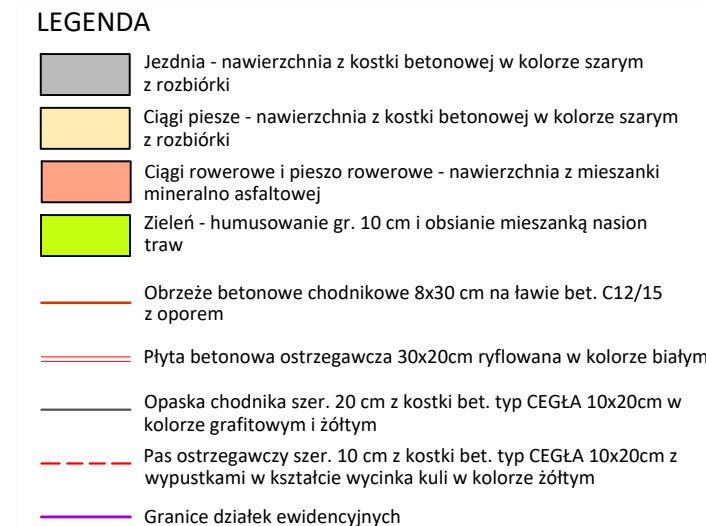 LEGENDA
Jezdnia - nawierzchnia z kostki betonowej w kolorze szarym
z rozbiórki
Ciągi piesze - nawierzchnia z kostki betonowej w kolorze szarym
z rozbiórki
Ciągi rowerowe i pieszo rowerowe - nawierzchnia z mieszanki
mineralno asfaltowej
Zieleń - humusowanie gr. 10 cm i obsianie mieszanką nasion
traw
Obrzeże betonowe chodnikowe 8x30 cm na ławie bet. C12/15
z oporem
Płyta betonowa ostrzegawcza 30x20cm ryflowana w kolorze białym
Opaska chodnika szer. 20 cm z kostki bet. typ CEGŁA 10x20cm w
kolorze grafitowym i żółtym
Pas ostrzegawczy szer. 10 cm z kostki bet. typ CEGŁA 10x20cm z
wypustkami w kształcie wycinka kuli w kolorze żółtym
Granice działek ewidencyjnych